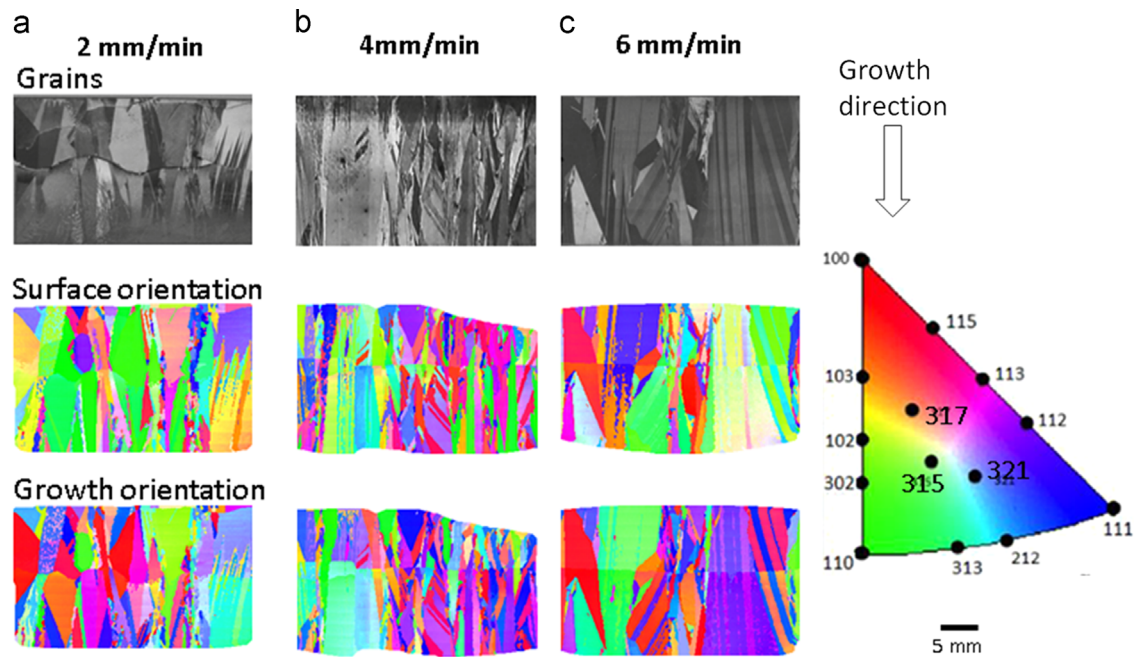 a
b
c
2 mm/min
4mm/min
6 mm/min
Grains
Growth
direction
Surface orientation
Growth orientation
100
115
103
113
317
112
102
315
321
302
111
110
313
212
5 mm